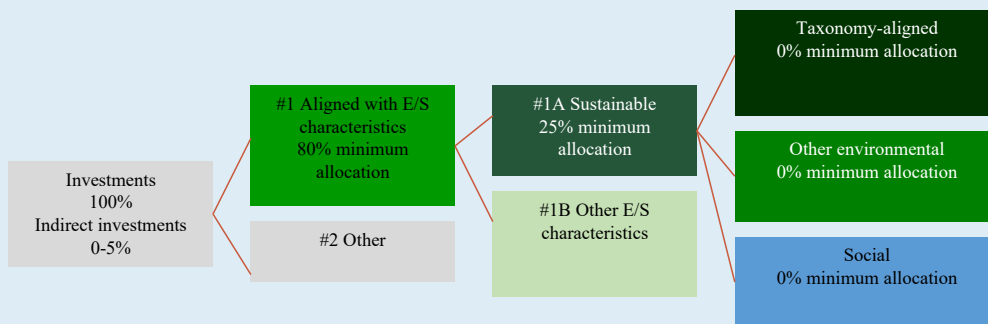 Investments
100%
Indirect investments
0-5%
#1 Aligned with E/S
characteristics
80% minimum
allocation
#2 Other
#1A Sustainable
25% minimum
allocation
#1B Other E/S
characteristics
Taxonomy-aligned
0% minimum allocation
Other environmental
0% minimum allocation
Social
0% minimum allocation